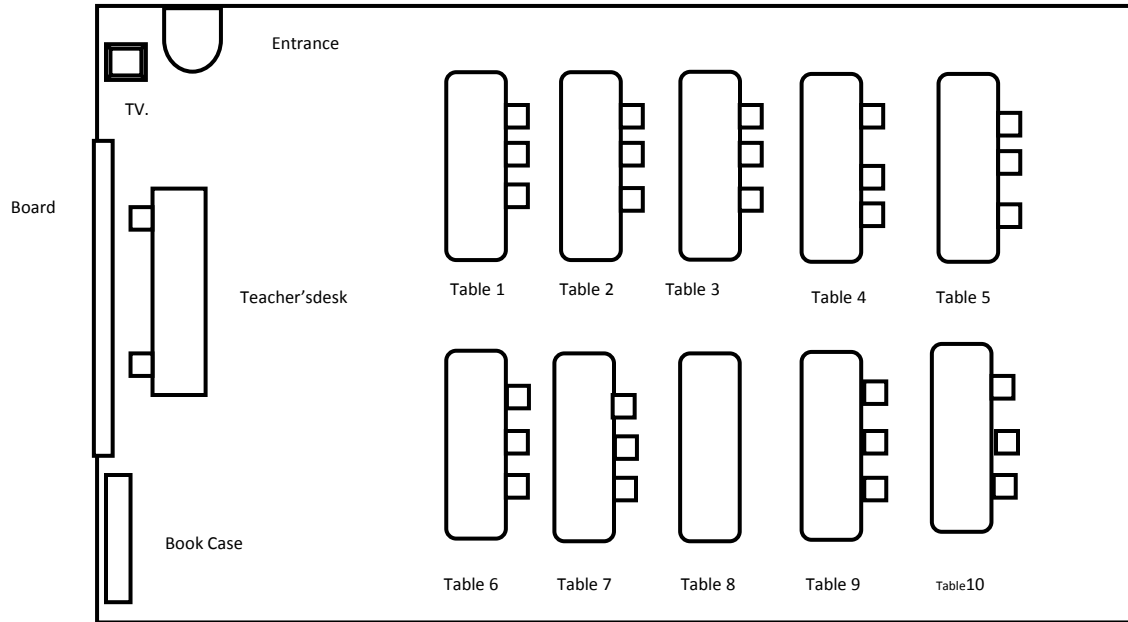 Entrance
TV.
Board
Teacher'sdesk
Table 1
Table 2
Table 3
Table 4
Table 5
Book Case
Table 6
Table 7
Table 8
Table 9
Table10